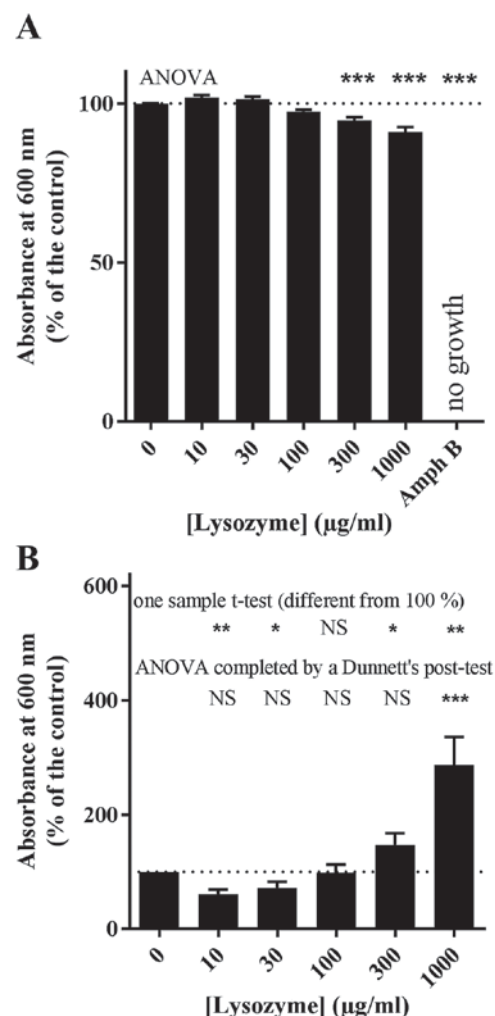 A
ANOVA
*** *** ***
100
50
0
Absorbance at 600 nm
(% of the control)
no growth
0 10 30 100 300 1000 Amph B
[Lysozyme] (µg/ml)
B
600
400
200
0
Absorbance at 600 nm
(% of the control)
one sample t-test (different from 100 %)
** * NS * **
ANOVA completed by a Dunnett's post-test
NS NS NS NS ***
0 10 30 100 300 1000
[Lysozyme] (µg/ml)